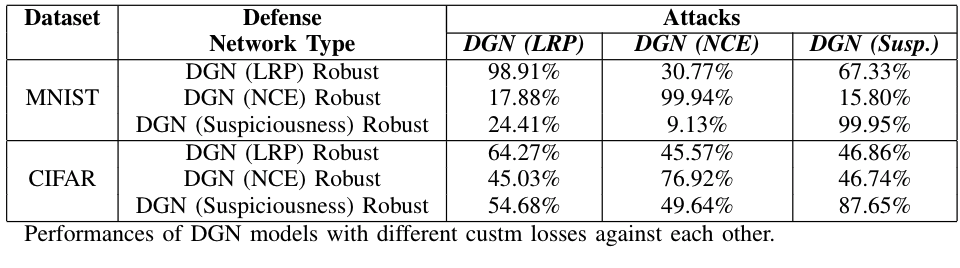 Dataset Defense Attacks
Network Type DGN (LRP) DGN (NCE) DGN (Susp.)
DGN (LRP) Robust 98.91% 30.77% 67.33%
MNIST DGN (NCE) Robust 17.88% 99.94% 15.80%
DGN (Suspiciousness) Robust 24.41% 9.13% 99.95%
DGN (LRP) Robust 64.27% 45.57% 46.86%
CIFAR DGN (NCE) Robust 45.03% 76.92% 46.74%
DGN (Suspiciousness) Robust 54.68% 49.64% 87.65%
Performances of DGN models with different custm losses against each other.